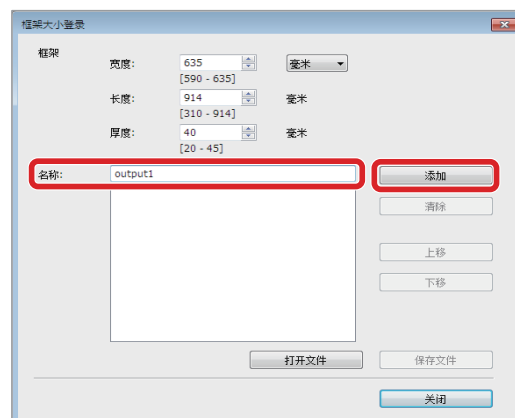 框架大小登录
框架
宽度: 635 毫米
[590 - 635]
长度: 914 毫米
[310 - 914]
厚度: 40 毫米
[20 - 45]
名称: output1 添加
清除
上移
下移
打开文件 保存文件
关闭